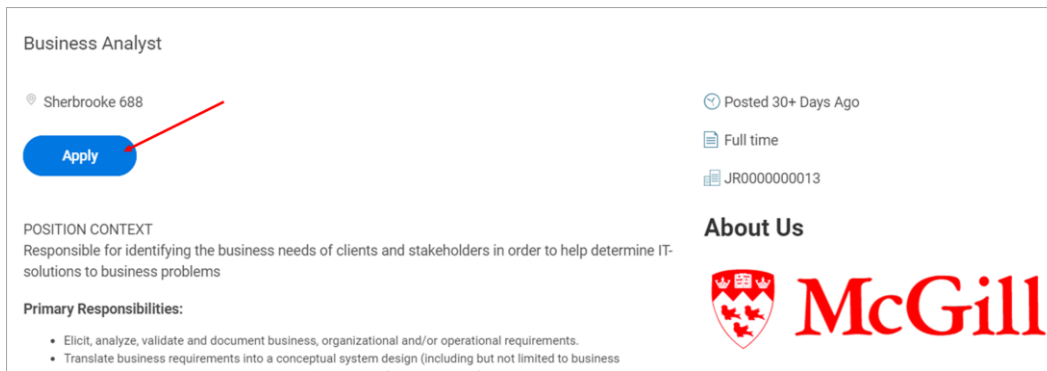 Business Analyst
Sherbrooke 688
Apply
Posted 30+ Days Ago
Full time
JR0000000013
POSITION CONTEXT
Responsible for identifying the business needs of clients and stakeholders in order to help determine IT-
solutions to business problems
Primary Responsibilities:
• Elicit, analyze, validate and document business, organizational and/or operational requirements.
• Translate business requirements into a conceptual system design (including but not limited to business
About Us
McGill